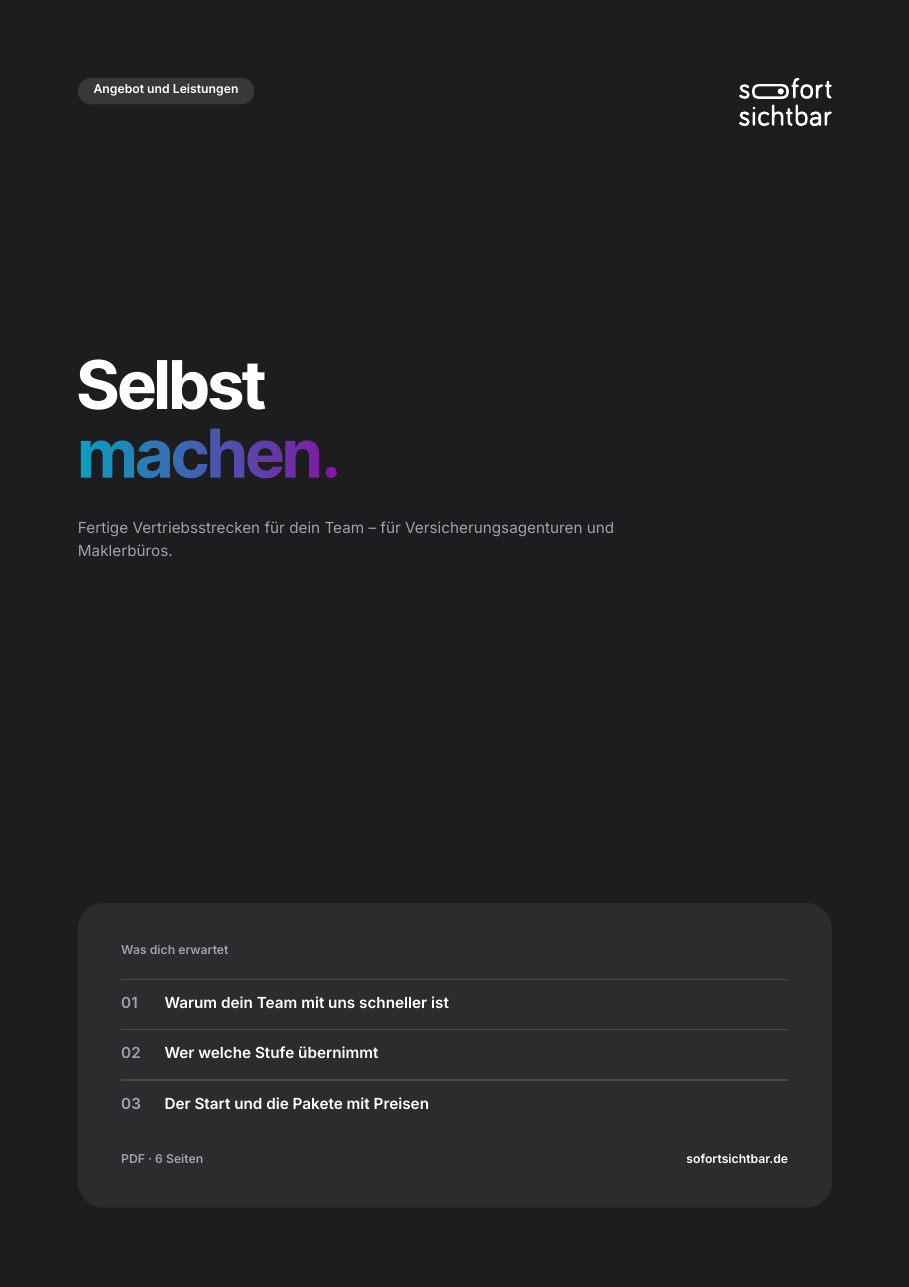 Angebot und Leistungen
sofort
sichtbar
Selbst
machen.
Fertige Vertriebsstrecken für dein Team – für Versicherungsagenturen und
Maklerbüros.
Was dich erwartet
01 Warum dein Team mit uns schneller ist
02 Wer welche Stufe übernimmt
03 Der Start und die Pakete mit Preisen
PDF · 6 Seiten
sofortsichtbar.de